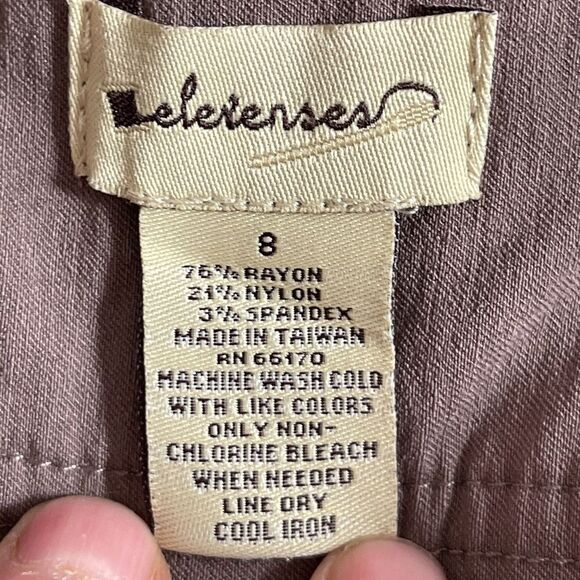 elevenses
8
76% RAYON
21% NYLON
3% SPANDEX
MADE IN TAIWAN
RN 66170
MACHINE WASH COLD
WITH LIKE COLORS
ONLY NON-
CHLORINE BLEACH
WHEN NEEDED
LINE DRY
COOL IRON